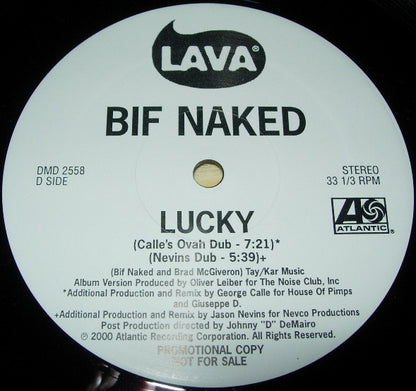 LAVA®
BIF NAKED
DMD 2558
D SIDE
STEREO
33 1/3 RPM
LUCKY
(Calle's Ovah Dub - 7:21)*
(Nevins Dub - 5:39)+
ATLANTIC®
(Bif Naked and Brad McGiveron) Tay/Kar Music
Album Version Produced by Oliver Leiber for The Noise Club, Inc
*Additional Production and Remix by George Calle for House Of Pimps
and Giuseppe D.
+Additional Production and Remix by Jason Nevins for Nevco Productions
Post Production directed by Johnny "D" DeMairo
℗ 2000 Atlantic Recording Corporation. All Rights Reserved.
PROMOTIONAL COPY
NOT FOR SALE